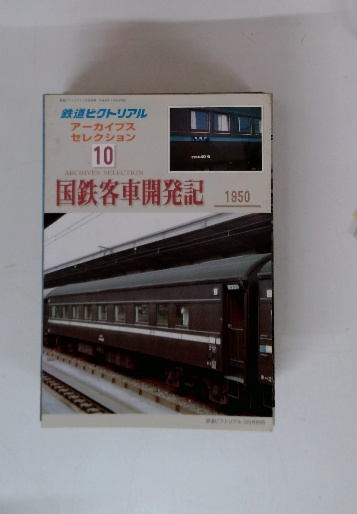 鉄道ピクトリアル
アーカイブス
セレクション
10
ARCHIVES SELECTION
国鉄客車開発記
1950